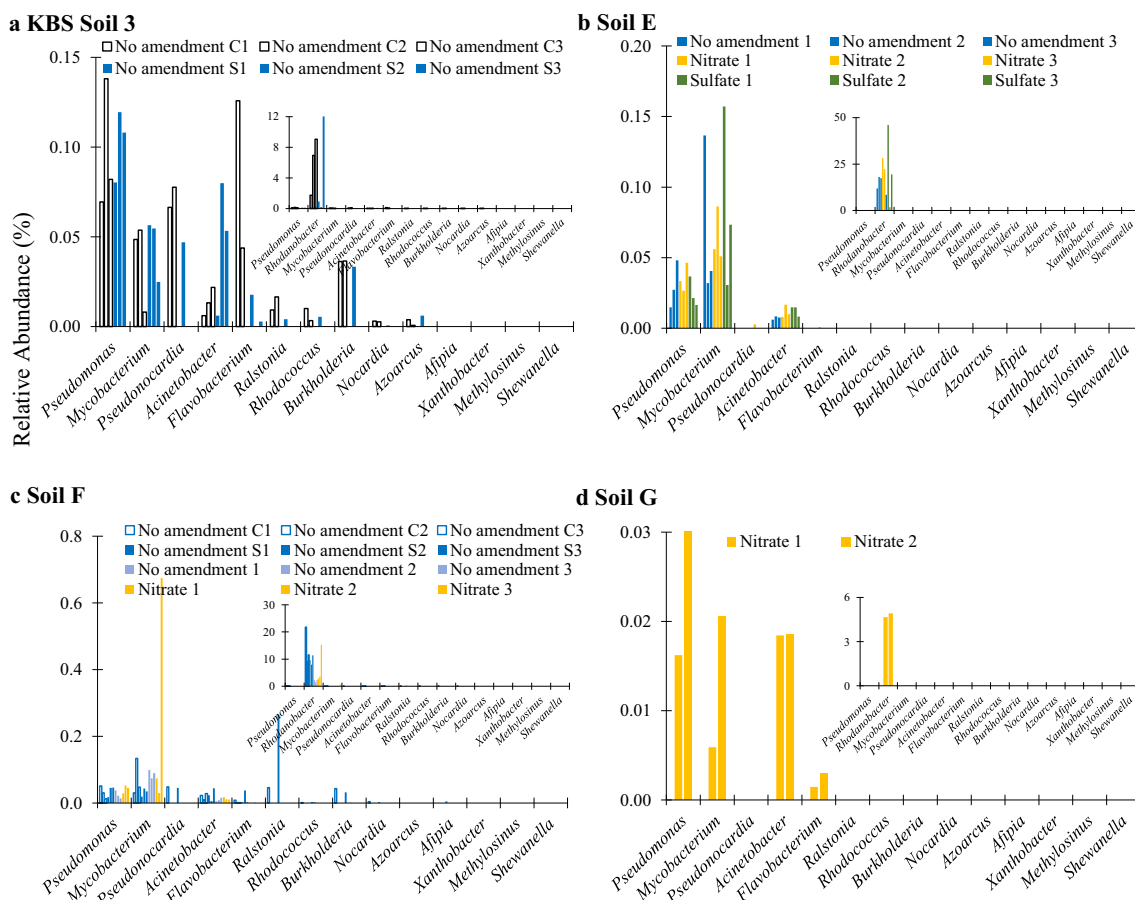 a KBS Soil 3
No amendment C1 No amendment C2 No amendment C3
No amendment S1 No amendment S2 No amendment S3
0.15
0.10
0.05
0.00
Relative Abundance (%)
12
8
4
0
Pseudomonas
Rhodanobacter
Mycobacterium
Pseudonocardia
Acinetobacter
Flavobacterium
Ralstonia
Rhodococcus
Burkholderia
Nocardia
Azoarcus
Afipia
Xanthobacter
Methylosinus
Shewanella
Pseudomonas
Mycobacterium
Pseudonocardia
Acinetobacter
Flavobacterium
Ralstonia
Rhodococcus
Burkholderia
Nocardia
Azoarcus
Afipia
Xanthobacter
Methylosinus
Shewanella
b Soil E
No amendment 1 No amendment 2 No amendment 3
Nitrate 1 Nitrate 2 Nitrate 3
Sulfate 1 Sulfate 2 Sulfate 3
0.20
0.15
0.10
0.05
0.00
50
25
0
Pseudomonas
Rhodanobacter
Mycobacterium
Pseudonocardia
Acinetobacter
Flavobacterium
Ralstonia
Rhodococcus
Burkholderia
Nocardia
Azoarcus
Afipia
Xanthobacter
Methylosinus
Shewanella
Pseudomonas
Mycobacterium
Pseudonocardia
Acinetobacter
Flavobacterium
Ralstonia
Rhodococcus
Burkholderia
Nocardia
Azoarcus
Afipia
Xanthobacter
Methylosinus
Shewanella
c Soil F
No amendment C1 No amendment C2 No amendment C3
No amendment S1 No amendment S2 No amendment S3
No amendment 1 No amendment 2 No amendment 3
Nitrate 1 Nitrate 2 Nitrate 3
0.8
0.6
0.4
0.2
0.0
30
20
10
0
Pseudomonas
Rhodanobacter
Mycobacterium
Pseudonocardia
Acinetobacter
Flavobacterium
Ralstonia
Rhodococcus
Burkholderia
Nocardia
Azoarcus
Afipia
Xanthobacter
Methylosinus
Shewanella
Pseudomonas
Mycobacterium
Pseudonocardia
Acinetobacter
Flavobacterium
Ralstonia
Rhodococcus
Burkholderia
Nocardia
Azoarcus
Afipia
Xanthobacter
Methylosinus
Shewanella
d Soil G
Nitrate 1 Nitrate 2
0.03
0.02
0.01
0.00
6
3
0
Pseudomonas
Rhodanobacter
Mycobacterium
Pseudonocardia
Acinetobacter
Flavobacterium
Ralstonia
Rhodococcus
Burkholderia
Nocardia
Azoarcus
Afipia
Xanthobacter
Methylosinus
Shewanella
Pseudomonas
Mycobacterium
Pseudonocardia
Acinetobacter
Flavobacterium
Ralstonia
Rhodococcus
Burkholderia
Nocardia
Azoarcus
Afipia
Xanthobacter
Methylosinus
Shewanella